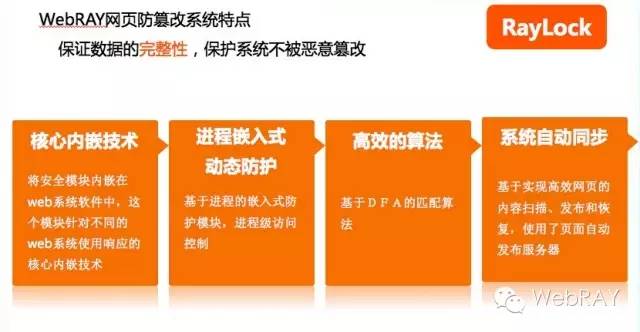 WebRAY网页防篡改系统特点
保证数据的完整性，保护系统不被恶意篡改
RayLock
核心内嵌技术
将安全模块内嵌在
web系统软件中，这
个模块针对不同的
web系统使用响应的
核心内嵌技术
进程嵌入式
动态防护
基于进程的嵌入式防
护模块，进程级访问
控制
高效的算法
基于ＤＦＡ的匹配算
法
系统自动同步
基于实现高效网页的
内容扫描、发布和恢
复，使用了页面自动
发布服务器
WebRAY